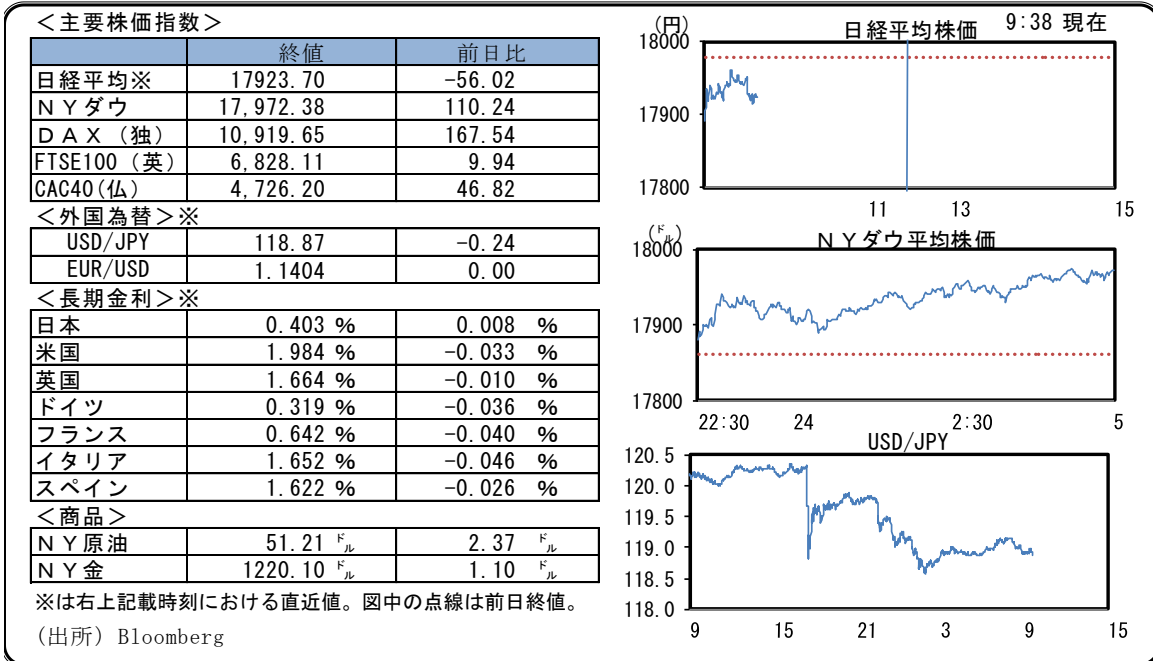 ＜主要株価指数＞
終値 前日比
日経平均※ 17923.70 -56.02
ＮＹダウ 17,972.38 110.24
ＤＡＸ（独） 10,919.65 167.54
FTSE100（英） 6,828.11 9.94
CAC40(仏) 4,726.20 46.82
＜外国為替＞※
USD/JPY 118.87 -0.24
EUR/USD 1.1404 0.00
＜長期金利＞※
日本 0.403 % 0.008 %
米国 1.984 % -0.033 %
英国 1.664 % -0.010 %
ドイツ 0.319 % -0.036 %
フランス 0.642 % -0.040 %
イタリア 1.652 % -0.046 %
スペイン 1.622 % -0.026 %
＜商品＞
ＮＹ原油 51.21 ㌦ 2.37 ㌦
ＮＹ金 1220.10 ㌦ 1.10 ㌦
※は右上記載時刻における直近値。図中の点線は前日終値。
（出所）Bloomberg
(円) 日経平均株価 9:38 現在
18000
17900
17800
11 13 15
(㌦) ＮＹダウ平均株価
18000
17900
17800
22:30 24 2:30 5
USD/JPY
120.5
120.0
119.5
119.0
118.5
118.0
9 15 21 3 9 15